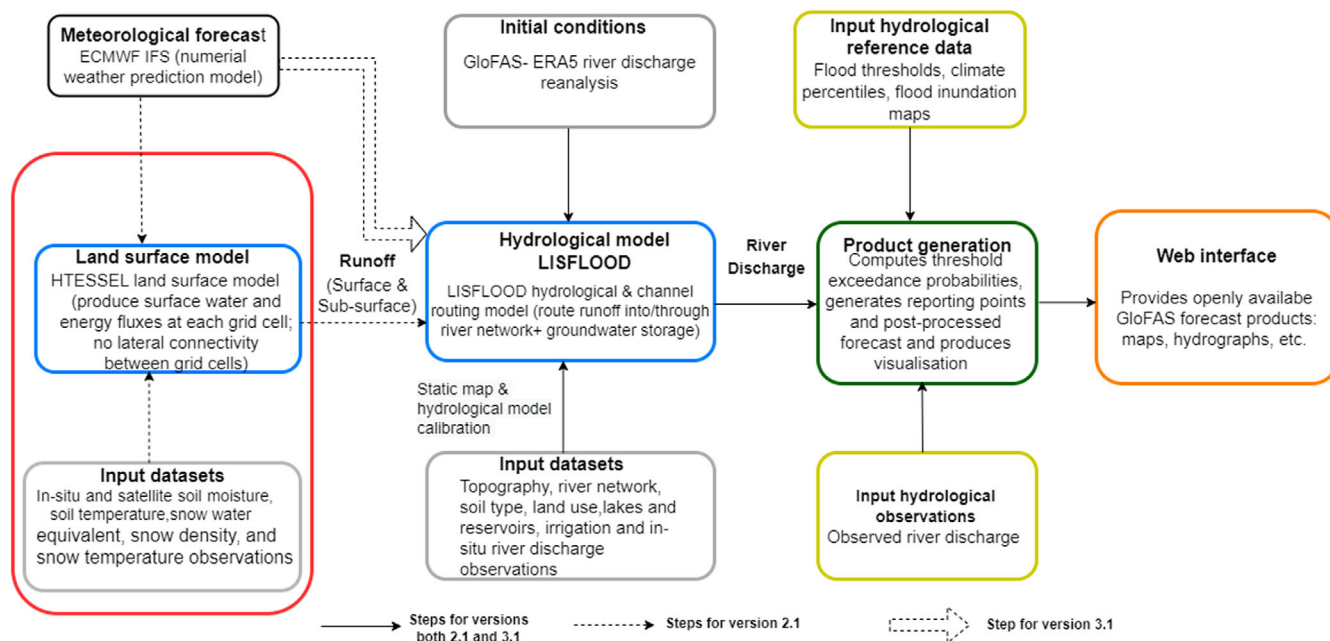 Meteorological forecast
ECMWF IFS (numerial
weather prediction model)
Initial conditions
GloFAS- ERA5 river discharge
reanalysis
Input hydrological
reference data
Flood thresholds, climate
percentiles, flood inundation
maps
Land surface model
HTESSEL land surface model
(produce surface water and
energy fluxes at each grid cell;
no lateral connectivity
between grid cells)
Runoff
(Surface &
Sub-surface)
Hydrological model
LISFLOOD
LISFLOOD hydrological & channel
routing model (route runoff into/through
river network+ groundwater storage)
River
Discharge
Product generation
Computes threshold
exceedance probabilities,
generates reporting points
and post-processed
forecast and produces
visualisation
Web interface
Provides openly availabe
GloFAS forecast products:
maps, hydrographs, etc.
Static map &
hydrological model
calibration
Input datasets
In-situ and satellite soil moisture,
soil temperature,snow water
equivalent, snow density, and
snow temperature observations
Input datasets
Topography, river network,
soil type, land use,lakes and
reservoirs, irrigation and in-
situ river discharge
observations
Input hydrological
observations
Observed river discharge
Steps for versions
both 2.1 and 3.1
Steps for version 2.1
Step for version 3.1